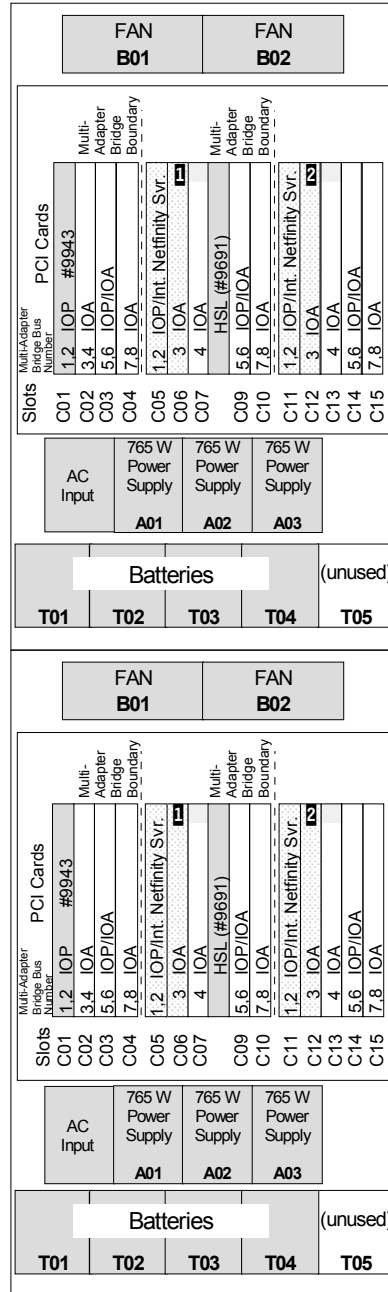 FAN
B01
FAN
B02
Slots
Multi-Adapter
Bridge Bus
Number
PCI Cards
C01 1,2 IOP #9943
C02 3,4 IOA
C03 5,6 IOP/IOA
C04 7,8 IOA
Multi-
Adapter
Bridge
Boundary
C05 1,2 IOP/Int. Netfinity Svr.
C06 3 IOA 1
C07 4 IOA
HSL (#9691)
C09 5,6 IOP/IOA
C10 7,8 IOA
Multi-
Adapter
Bridge
Boundary
C11 1,2 IOP/Int. Netfinity Svr.
C12 3 IOA 2
C13 4 IOA
C14 5,6 IOP/IOA
C15 7,8 IOA
AC
Input
765 W
Power
Supply
A01
765 W
Power
Supply
A02
765 W
Power
Supply
A03
Batteries
(unused)
T01 T02 T03 T04 T05
FAN
B01
FAN
B02
Slots
Multi-Adapter
Bridge Bus
Number
PCI Cards
C01 1,2 IOP #9943
C02 3,4 IOA
C03 5,6 IOP/IOA
C04 7,8 IOA
Multi-
Adapter
Bridge
Boundary
C05 1,2 IOP/Int. Netfinity Svr.
C06 3 IOA 1
C07 4 IOA
HSL (#9691)
C09 5,6 IOP/IOA
C10 7,8 IOA
Multi-
Adapter
Bridge
Boundary
C11 1,2 IOP/Int. Netfinity Svr.
C12 3 IOA 2
C13 4 IOA
C14 5,6 IOP/IOA
C15 7,8 IOA
AC
Input
765 W
Power
Supply
A01
765 W
Power
Supply
A02
765 W
Power
Supply
A03
Batteries
(unused)
T01 T02 T03 T04 T05